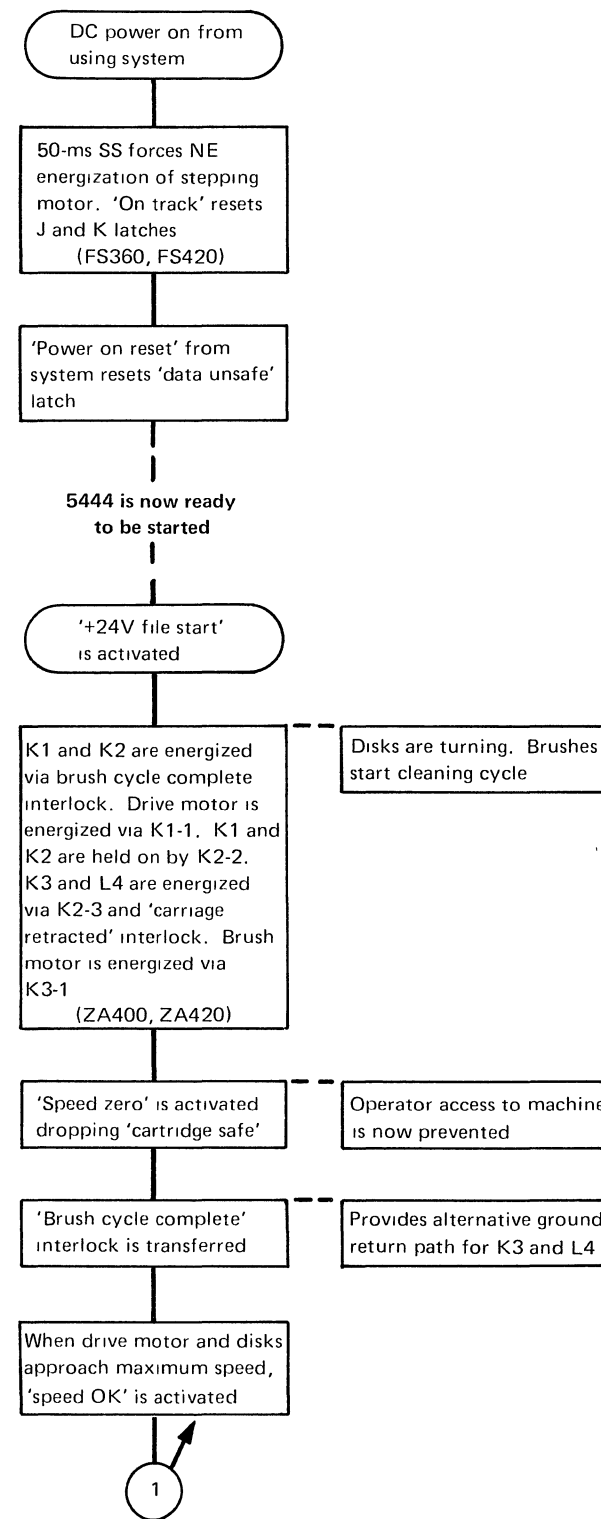 DC power on from
using system
50-ms SS forces NE
energization of stepping
motor. 'On track' resets
J and K latches
(FS360, FS420)
'Power on reset' from
system resets 'data unsafe'
latch
5444 is now ready
to be started
'+24V file start'
is activated
K1 and K2 are energized
via brush cycle complete
interlock. Drive motor is
energized via K1-1. K1 and
K2 are held on by K2-2.
K3 and L4 are energized
via K2-3 and 'carriage
retracted' interlock. Brush
motor is energized via
K3-1
(ZA400, ZA420)
Disks are turning. Brushes
start cleaning cycle
'Speed zero' is activated
dropping 'cartridge safe'
Operator access to machine
is now prevented
'Brush cycle complete'
interlock is transferred
Provides alternative ground
return path for K3 and L4
When drive motor and disks
approach maximum speed,
'speed OK' is activated
1